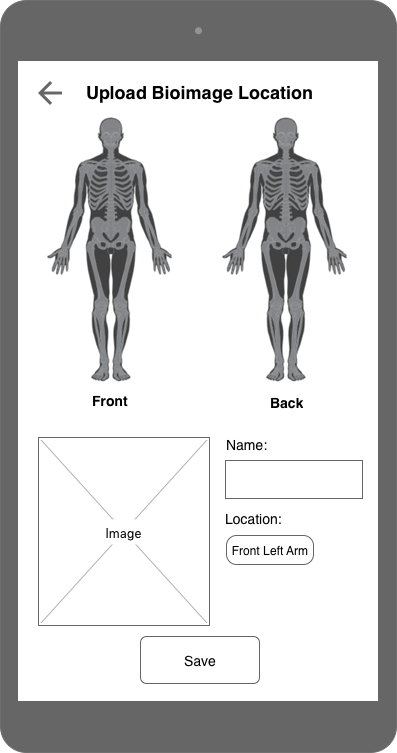 Upload Bioimage Location
Front
Back
Name:
Image
Location:
Front Left Arm
Save